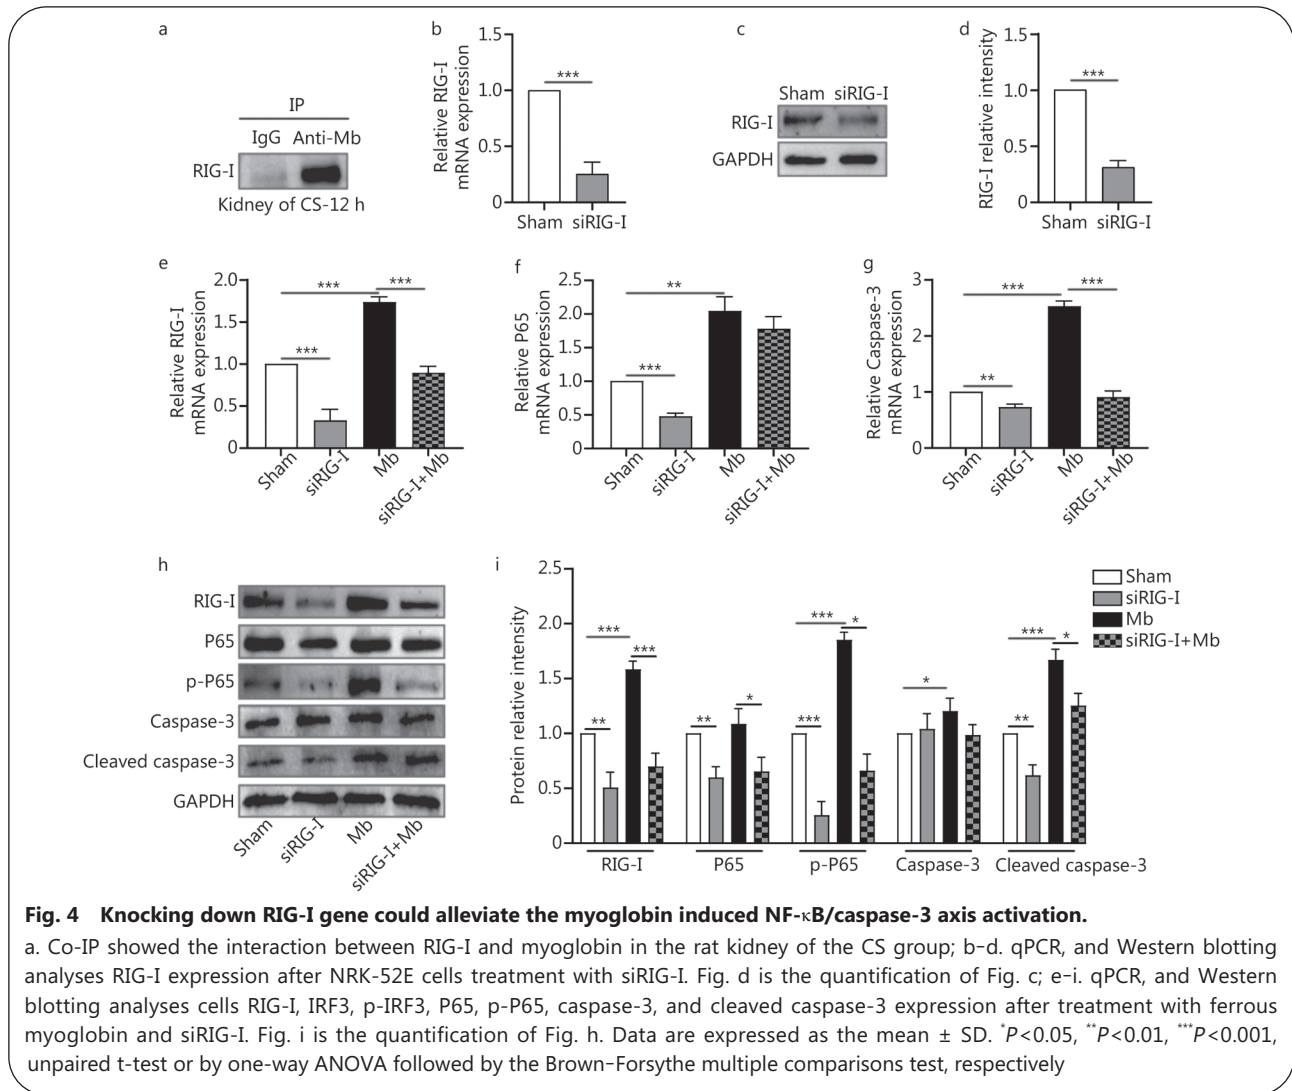 a
IP
IgG Anti-Mb
RIG-I
Kidney of CS-12 h
b
Relative RIG-I
mRNA expression
1.5
1.0
0.5
0
***
Sham siRIG-I
c
Sham siRIG-I
RIG-I
GAPDH
d
RIG-I relative intensity
1.5
1.0
0.5
0
***
Sham siRIG-I
e
Relative RIG-I
mRNA expression
2.0
1.5
1.0
0.5
0
*** ***
***
Sham
siRIG-I
Mb
siRIG-I+Mb
f
Relative P65
mRNA expression
2.5
2.0
1.5
1.0
0.5
0
**
***
Sham
siRIG-I
Mb
siRIG-I+Mb
g
Relative Caspase-3
mRNA expression
3
2
1
0
*** ***
**
Sham
siRIG-I
Mb
siRIG-I+Mb
h
RIG-I
P65
p-P65
Caspase-3
Cleaved caspase-3
GAPDH
Sham
siRIG-I
Mb
siRIG-I+Mb
i
Protein relative intensity
2.5
2.0
1.5
1.0
0.5
0
*** ***
**
** *
*** *
***
*
*** *
**
RIG-I P65 p-P65 Caspase-3 Cleaved caspase-3
Sham
siRIG-I
Mb
siRIG-I+Mb
Fig. 4 Knocking down RIG-I gene could alleviate the myoglobin induced NF-κB/caspase-3 axis activation.
a. Co-IP showed the interaction between RIG-I and myoglobin in the rat kidney of the CS group; b–d. qPCR, and Western blotting
analyses RIG-I expression after NRK-52E cells treatment with siRIG-I. Fig. d is the quantification of Fig. c; e–i. qPCR, and Western
blotting analyses cells RIG-I, IRF3, p-IRF3, P65, p-P65, caspase-3, and cleaved caspase-3 expression after treatment with ferrous
myoglobin and siRIG-I. Fig. i is the quantification of Fig. h. Data are expressed as the mean ± SD. *P<0.05, **P<0.01, ***P<0.001,
unpaired t-test or by one-way ANOVA followed by the Brown–Forsythe multiple comparisons test, respectively